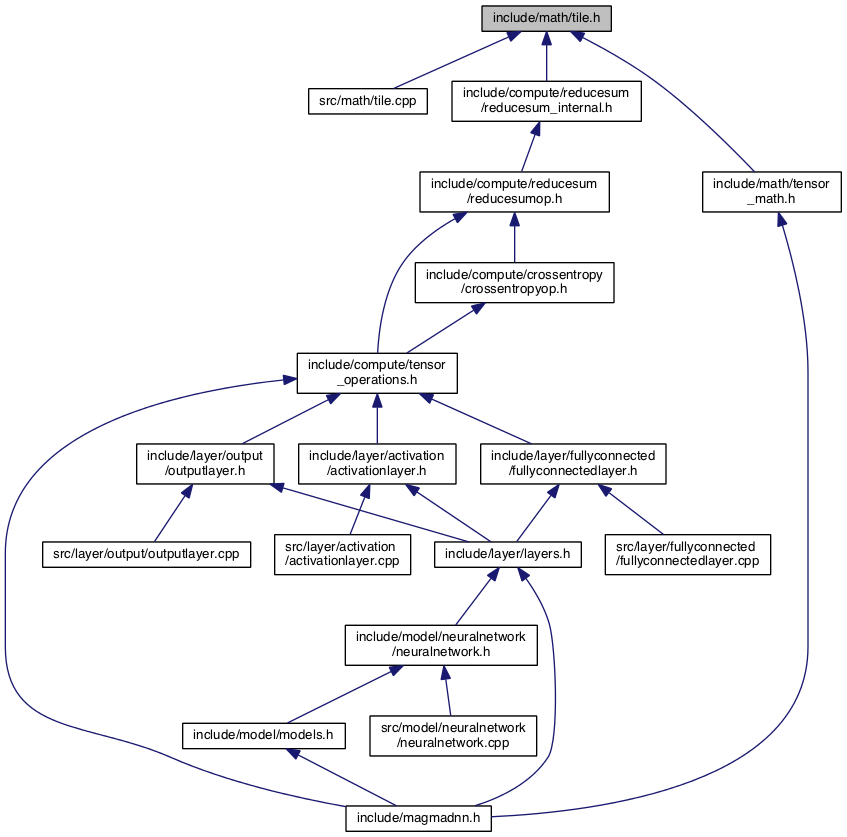 include/math/tile.h
src/math/tile.cpp
include/compute/reducesum
/reducesum_internal.h
include/compute/reducesum
/reducesumop.h
include/math/tensor
_math.h
include/compute/crossentropy
/crossentropyop.h
include/compute/tensor
_operations.h
include/layer/output
/outputlayer.h
include/layer/activation
/activationlayer.h
include/layer/fullyconnected
/fullyconnectedlayer.h
src/layer/output/outputlayer.cpp
src/layer/activation
/activationlayer.cpp
include/layer/layers.h
src/layer/fullyconnected
/fullyconnectedlayer.cpp
include/model/neuralnetwork
/neuralnetwork.h
include/model/models.h
src/model/neuralnetwork
/neuralnetwork.cpp
include/magmadnn.h